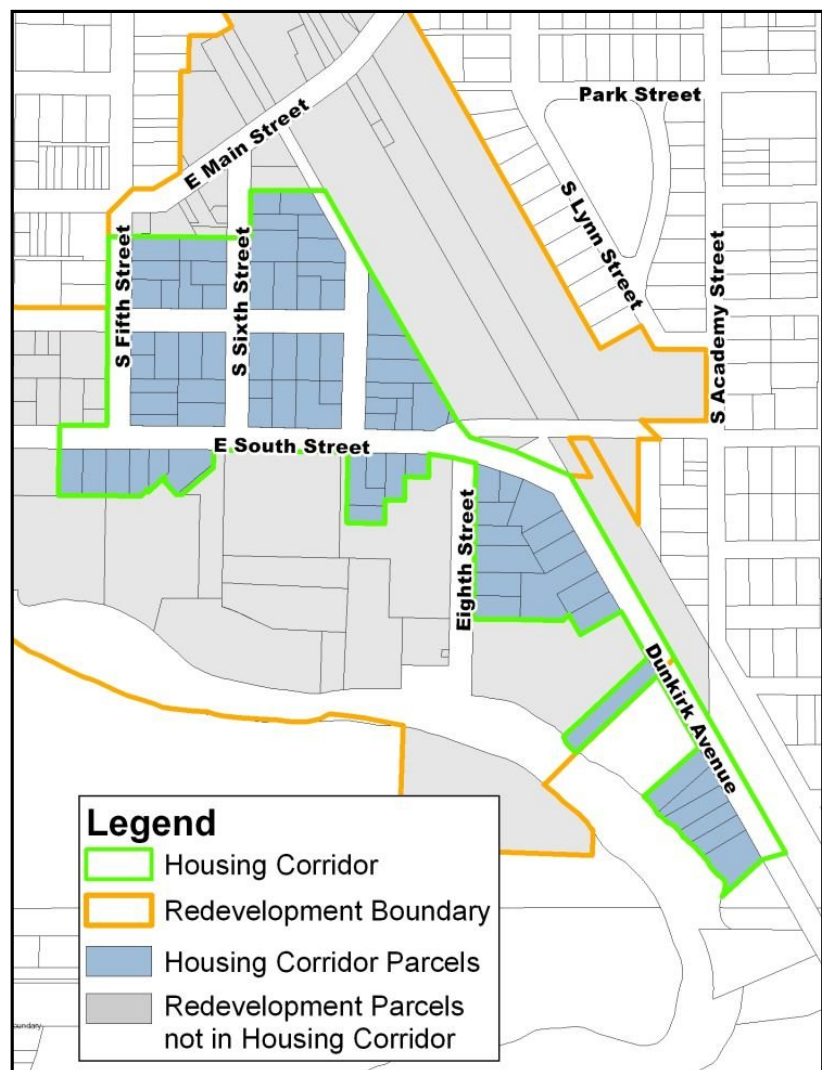 Park Street
E Main Street
S Lynn Street
S Fifth Street
S Sixth Street
S Academy Street
E South Street
Eighth Street
Dunkirk Avenue
Legend
Housing Corridor
Redevelopment Boundary
Housing Corridor Parcels
Redevelopment Parcels
not in Housing Corridor
oundary